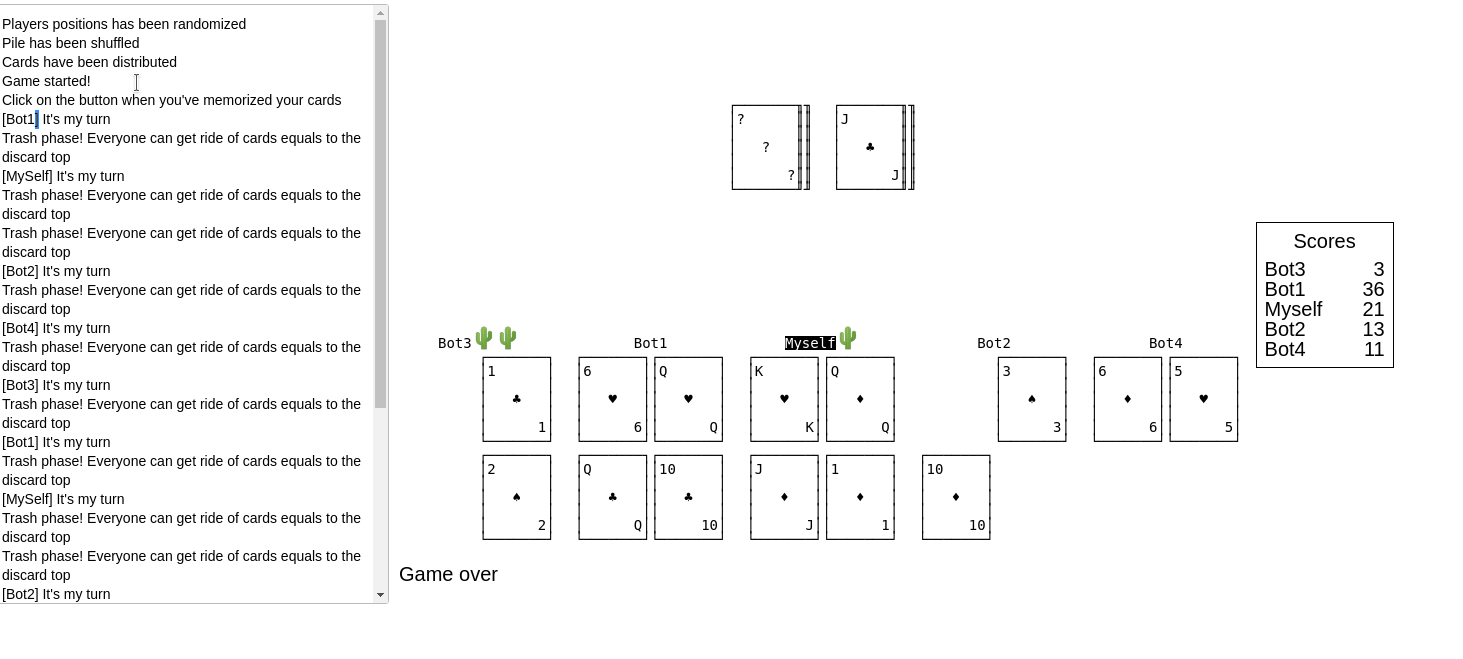 Players positions has been randomized
Pile has been shuffled
Cards have been distributed
Game started!
Click on the button when you've memorized your cards
[Bot1] It's my turn
Trash phase! Everyone can get ride of cards equals to the
discard top
[MySelf] It's my turn
Trash phase! Everyone can get ride of cards equals to the
discard top
Trash phase! Everyone can get ride of cards equals to the
discard top
[Bot2] It's my turn
Trash phase! Everyone can get ride of cards equals to the
discard top
[Bot4] It's my turn
Trash phase! Everyone can get ride of cards equals to the
discard top
[Bot3] It's my turn
Trash phase! Everyone can get ride of cards equals to the
discard top
[Bot1] It's my turn
Trash phase! Everyone can get ride of cards equals to the
discard top
[MySelf] It's my turn
Trash phase! Everyone can get ride of cards equals to the
discard top
Trash phase! Everyone can get ride of cards equals to the
discard top
[Bot2] It's my turn
? J
? ♣
? J
Scores
Bot3 3
Bot1 36
Myself 21
Bot2 13
Bot4 11
Bot3 Bot1 Myself Bot2 Bot4
1 6 Q K Q 3 6 5
♣ ♥ ♥ ♥ ♦ ♠ ♦ ♥
1 6 Q K Q 3 6 5
2 Q 10 J 1 10
♠ ♣ ♣ ♦ ♦ ♦
2 Q 10 J 1 10
Game over